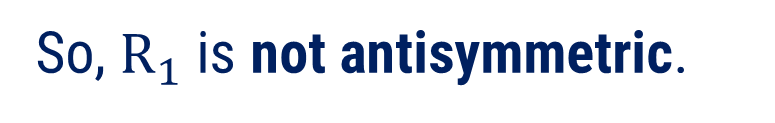 So, R₁ is not antisymmetric.